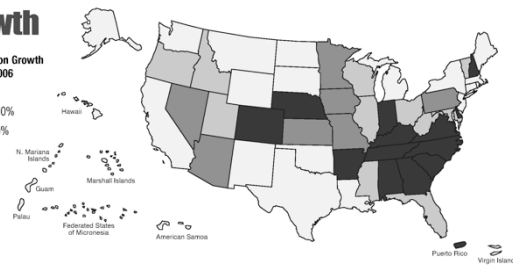 wth
on Growth
006
0%
%
Hawaii
N. Mariana
Islands
Guam
Palau
Marshall Islands
Federated States
of Micronesia
American Samoa
Puerto Rico
Virgin Island